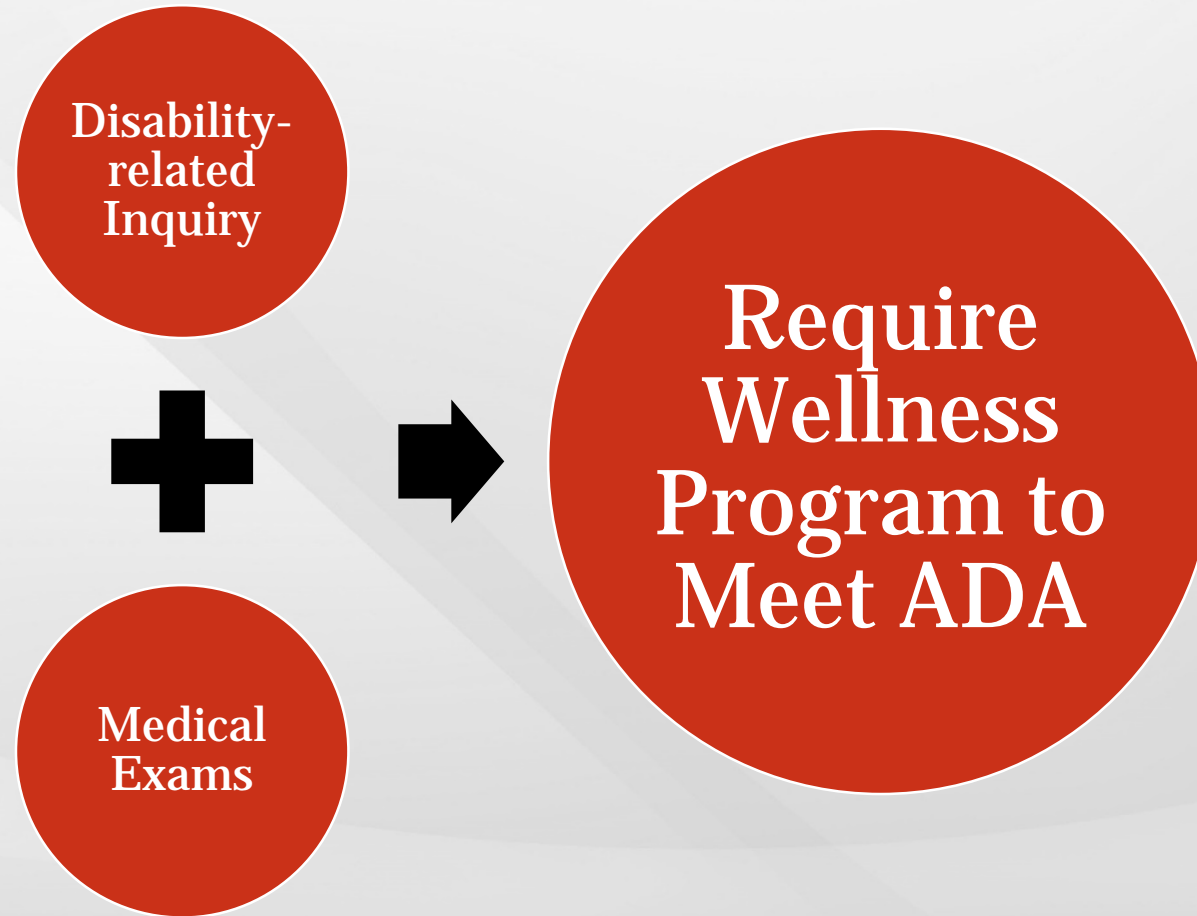 Disability-
related
Inquiry
Medical
Exams
Require
Wellness
Program to
Meet ADA